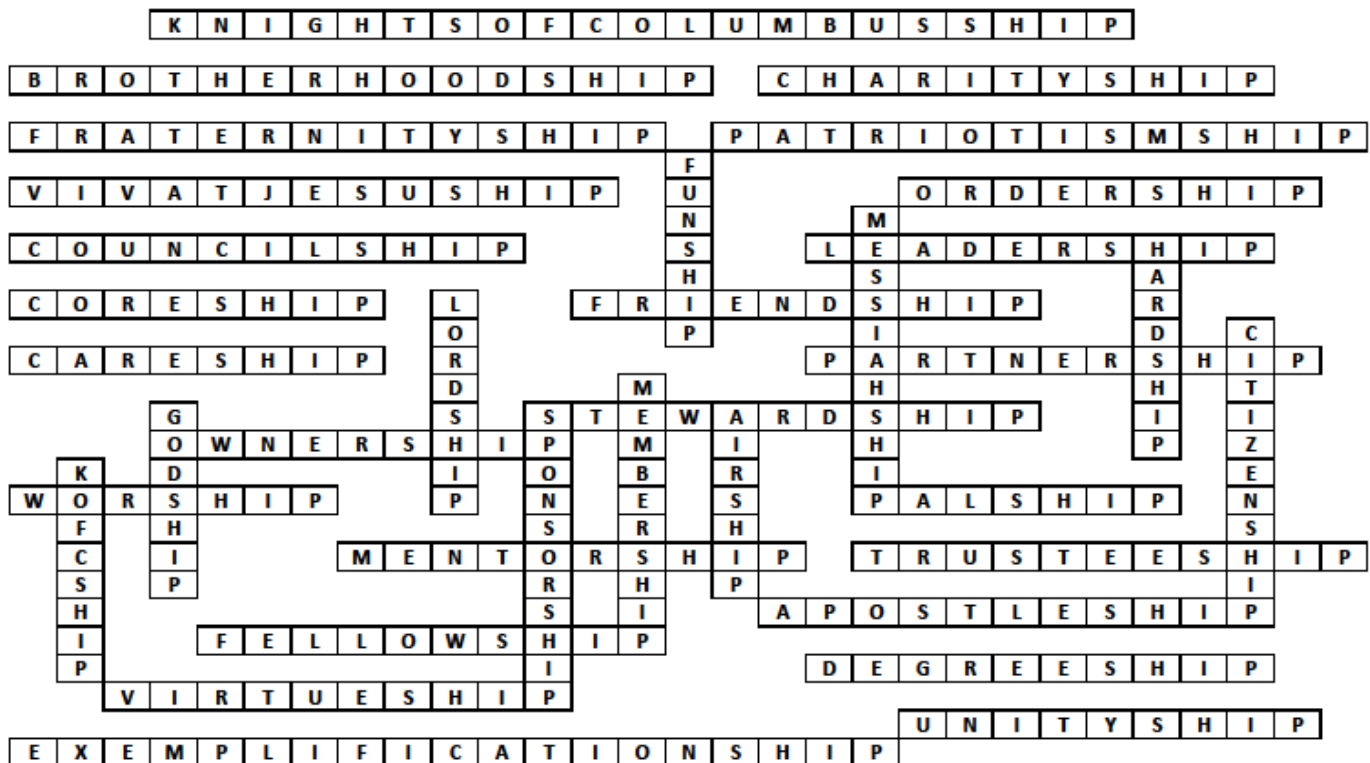 KNIGHTSOFCOLUMBUSSHIP
BROTHERHOODSHIP
CHARITYSHIP
FRATERNITYSHIP
PATRIOTISMSHIP
FUNSHIP
VIVATJESUSHIP
ORDERSHIP
MESSIAHSHIP
COUNCILSHIP
LEADERSHIP
HARDSHIP
CORESHIP
LORDSHIP
FRIENDSHIP
CITIZENSHIP
CARESHIP
PARTNERSHIP
MEMBERSHIP
GODSHIP
STEWARDSHIP
SPONSORSHIP
AIRSHIP
OWNERSHIP
KOFCSHIP
WORSHIP
PALSHIP
MENTORSHIP
TRUSTEESHIP
APOSTLESHIP
FELLOWSHIP
DEGREESHIP
VIRTUESHIP
UNITYSHIP
EXEMPLIFICATIONSHIP